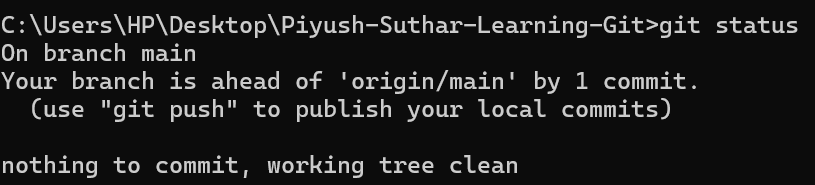 C:\Users\HP\Desktop\Piyush-Suthar-Learning-Git>git status
On branch main
Your branch is ahead of 'origin/main' by 1 commit.
  (use "git push" to publish your local commits)

nothing to commit, working tree clean